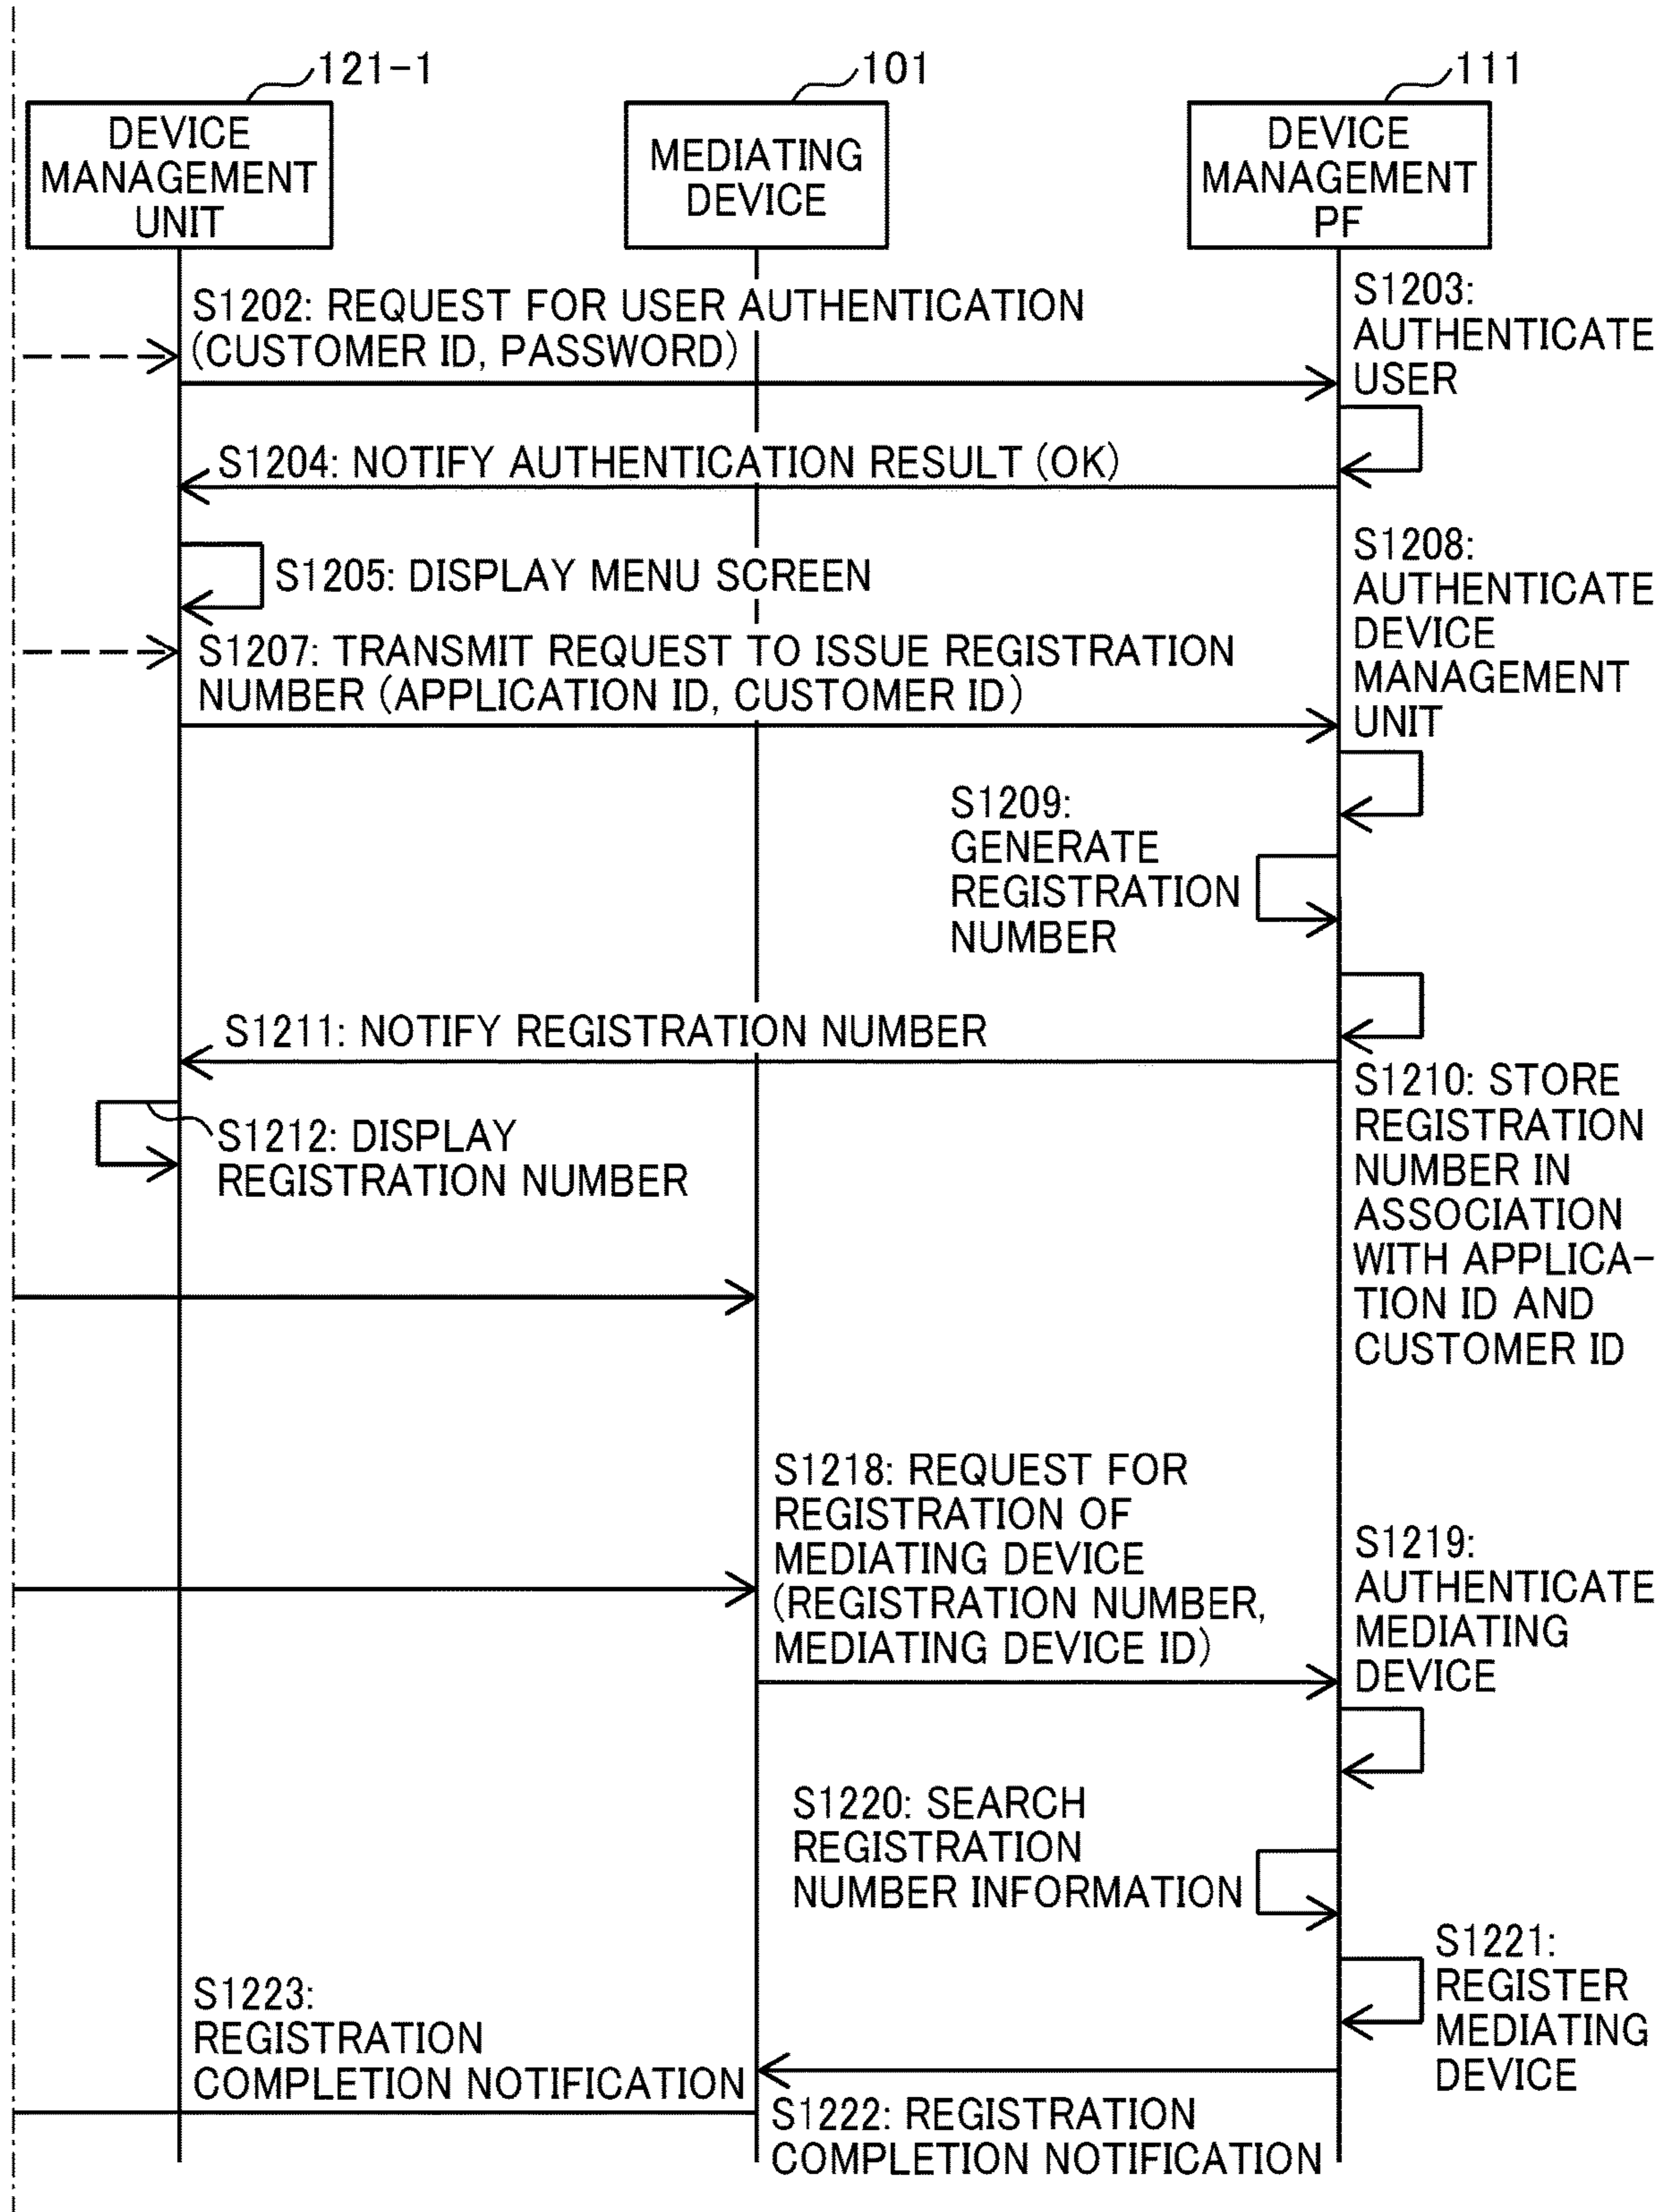 121-1
101
111
DEVICE
MANAGEMENT
UNIT
MEDIATING
DEVICE
DEVICE
MANAGEMENT
PF
S1202: REQUEST FOR USER AUTHENTICATION
(CUSTOMER ID, PASSWORD)
S1203:
AUTHENTICATE
USER
S1204: NOTIFY AUTHENTICATION RESULT (OK)
S1205: DISPLAY MENU SCREEN
S1207: TRANSMIT REQUEST TO ISSUE REGISTRATION
NUMBER (APPLICATION ID, CUSTOMER ID)
S1208:
AUTHENTICATE
DEVICE
MANAGEMENT
UNIT
S1209:
GENERATE
REGISTRATION
NUMBER
S1211: NOTIFY REGISTRATION NUMBER
S1210: STORE
REGISTRATION
NUMBER IN
ASSOCIATION
WITH APPLICA-
TION ID AND
CUSTOMER ID
S1212: DISPLAY
REGISTRATION NUMBER
S1218: REQUEST FOR
REGISTRATION OF
MEDIATING DEVICE
(REGISTRATION NUMBER,
MEDIATING DEVICE ID)
S1219:
AUTHENTICATE
MEDIATING
DEVICE
S1220: SEARCH
REGISTRATION
NUMBER INFORMATION
S1221:
REGISTER
MEDIATING
DEVICE
S1223:
REGISTRATION
COMPLETION NOTIFICATION
S1222: REGISTRATION
COMPLETION NOTIFICATION